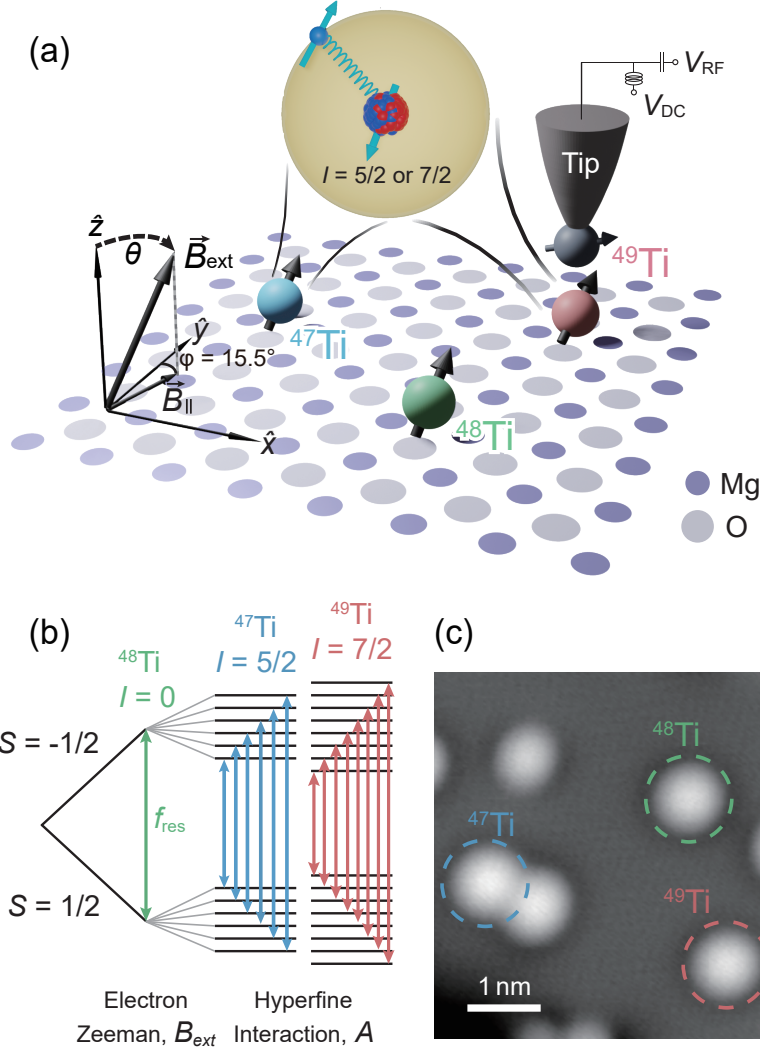 (a)
V_RF
V_DC
Tip
I = 5/2 or 7/2
ẑ
θ
B⃗_ext
⁴⁹Ti
ŷ
⁴⁷Ti
φ = 15.5°
B⃗_||
x̂
⁴⁸Ti
Mg
O
(b)
⁴⁸Ti
I = 0
⁴⁷Ti
I = 5/2
⁴⁹Ti
I = 7/2
S = -1/2
f_res
S = 1/2
Electron
Zeeman, B_ext
Hyperfine
Interaction, A
(c)
⁴⁸Ti
⁴⁷Ti
⁴⁹Ti
1 nm